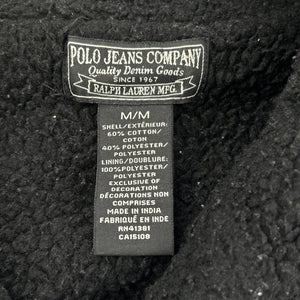 POLO JEANS COMPANY
Quality Denim Goods
SINCE 1967
RALPH LAUREN MFG.
M/M
SHELL/EXTÉRIEUR:
60% COTTON/
COTON
40% POLYESTER/
POLYESTER
LINING/DOUBLURE:
100% POLYESTER/
POLYESTER
EXCLUSIVE OF
DECORATION
DÉCORATIONS NON
COMPRISES
MADE IN INDIA
FABRIQUÉ EN INDE
RN41381
CA15108